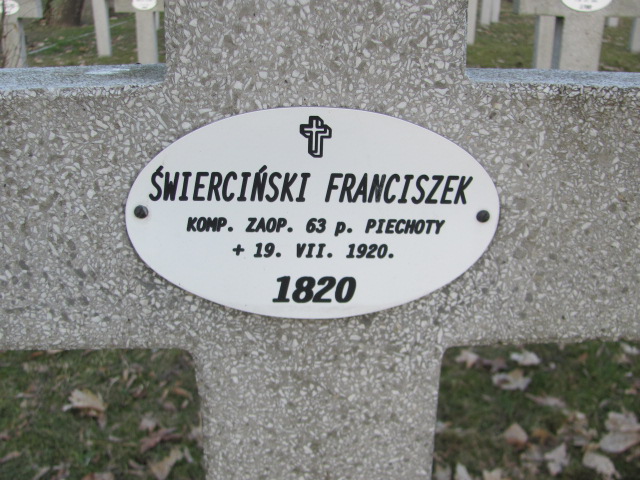 ŚWIERCIŃSKI FRANCISZEK
KOMP. ZAOP. 63 p. PIECHOTY
+ 19. VII. 1920.
1820